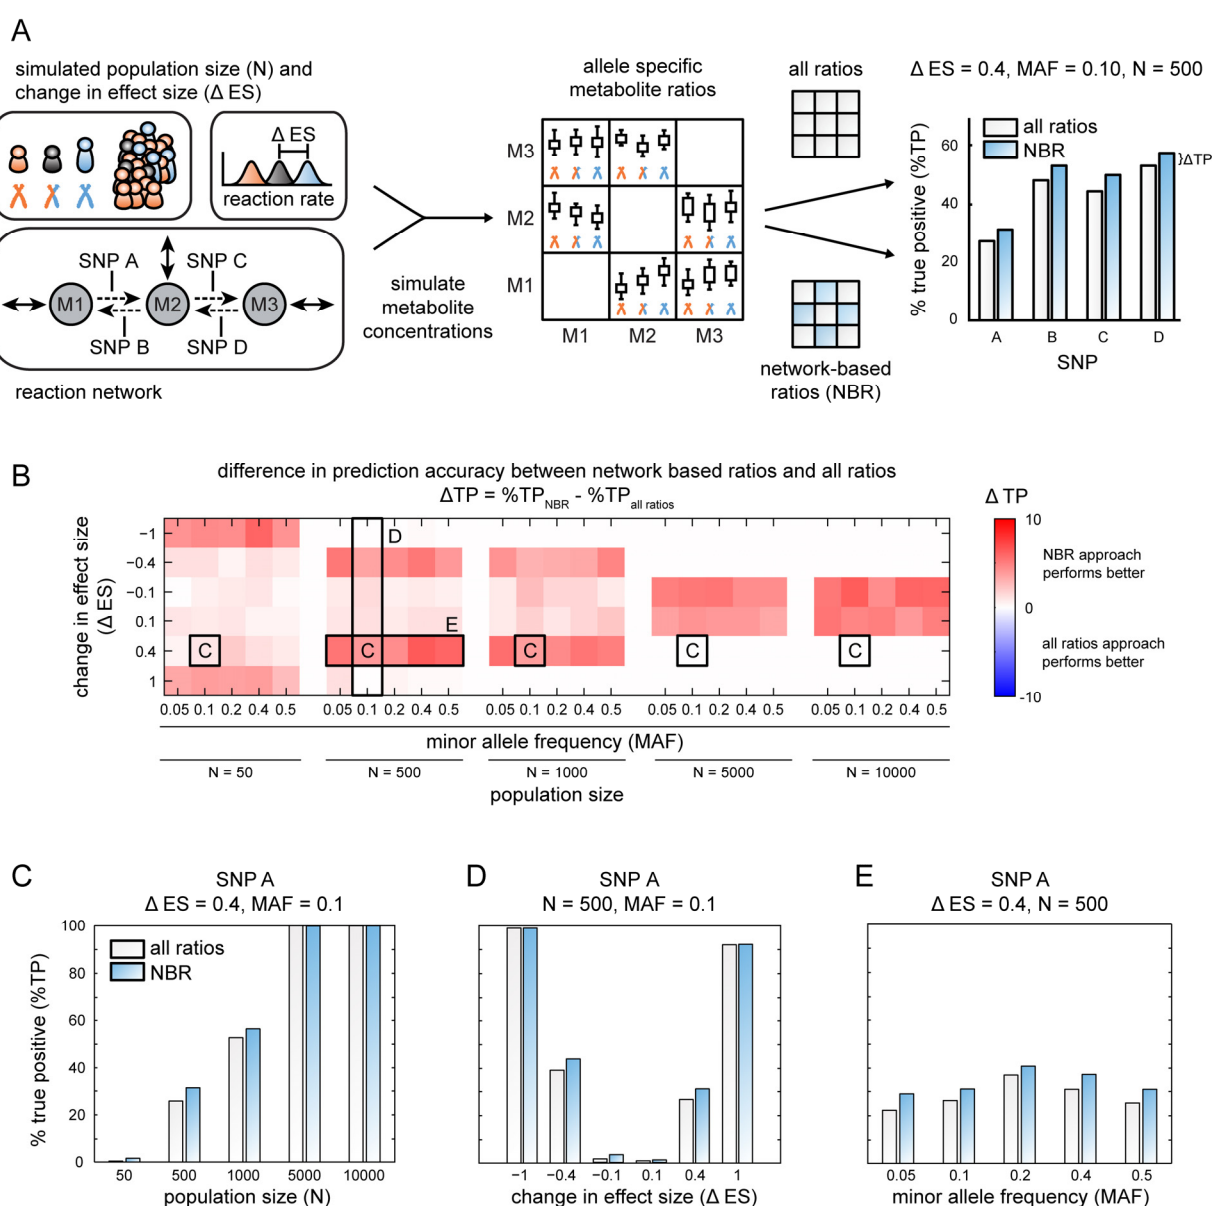 A
simulated population size (N) and
change in effect size (Δ ES)
Δ ES
reaction rate
SNP A
SNP C
M1
M2
M3
SNP B
SNP D
reaction network
simulate
metabolite
concentrations
allele specific
metabolite ratios
M3
M2
M1
M1 M2 M3
all ratios
network-based
ratios (NBR)
Δ ES = 0.4, MAF = 0.10, N = 500
all ratios
NBR
}ΔTP
% true positive (%TP)
60
40
20
0
A B C D
SNP
B
difference in prediction accuracy between network based ratios and all ratios
ΔTP = %TP NBR - %TP all ratios
change in effect size
(Δ ES)
−1
−0.4
−0.1
0.1
0.4
1
D
E
C C C C C
0.05 0.1 0.2 0.4 0.5 0.05 0.1 0.2 0.4 0.5 0.05 0.1 0.2 0.4 0.5 0.05 0.1 0.2 0.4 0.5 0.05 0.1 0.2 0.4 0.5
minor allele frequency (MAF)
N = 50 N = 500 N = 1000 N = 5000 N = 10000
population size
Δ TP
10
0
-10
NBR approach
performs better
all ratios approach
performs better
C
SNP A
Δ ES = 0.4, MAF = 0.1
all ratios
NBR
% true positive (%TP)
100
80
60
40
20
0
50 500 1000 5000 10000
population size (N)
D
SNP A
N = 500, MAF = 0.1
−1 −0.4 −0.1 0.1 0.4 1
change in effect size (Δ ES)
E
SNP A
Δ ES = 0.4, N = 500
0.05 0.1 0.2 0.4 0.5
minor allele frequency (MAF)